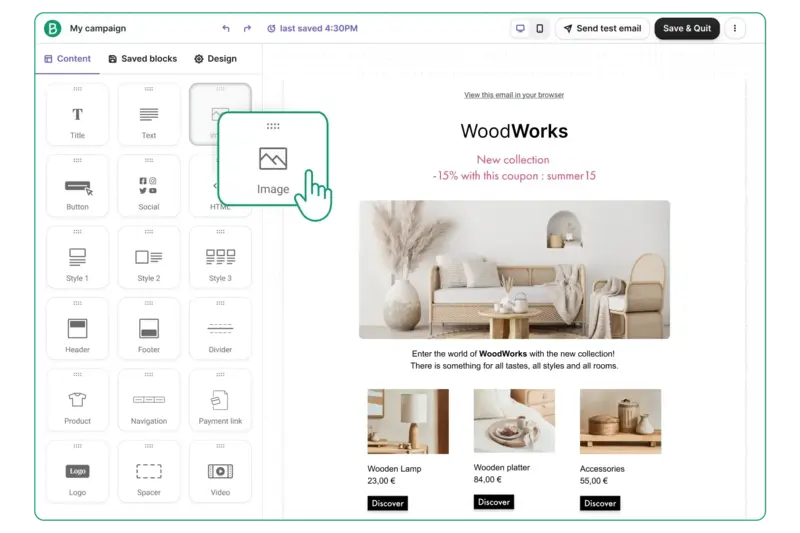 B My campaign last saved 4:30PM Send test email Save & Quit
Content Saved blocks Design
T
Title Text
Image
Button Social HTML
Style 1 Style 2 Style 3
Header Footer Divider
Product Navigation Payment link
Logo
Logo Spacer Video
View this email in your browser
WoodWorks
New collection
-15% with this coupon : summer15
Enter the world of WoodWorks with the new collection!
There is something for all tastes, all styles and all rooms.
Wooden Lamp
23,00 €
Discover
Wooden platter
84,00 €
Discover
Accessories
55,00 €
Discover